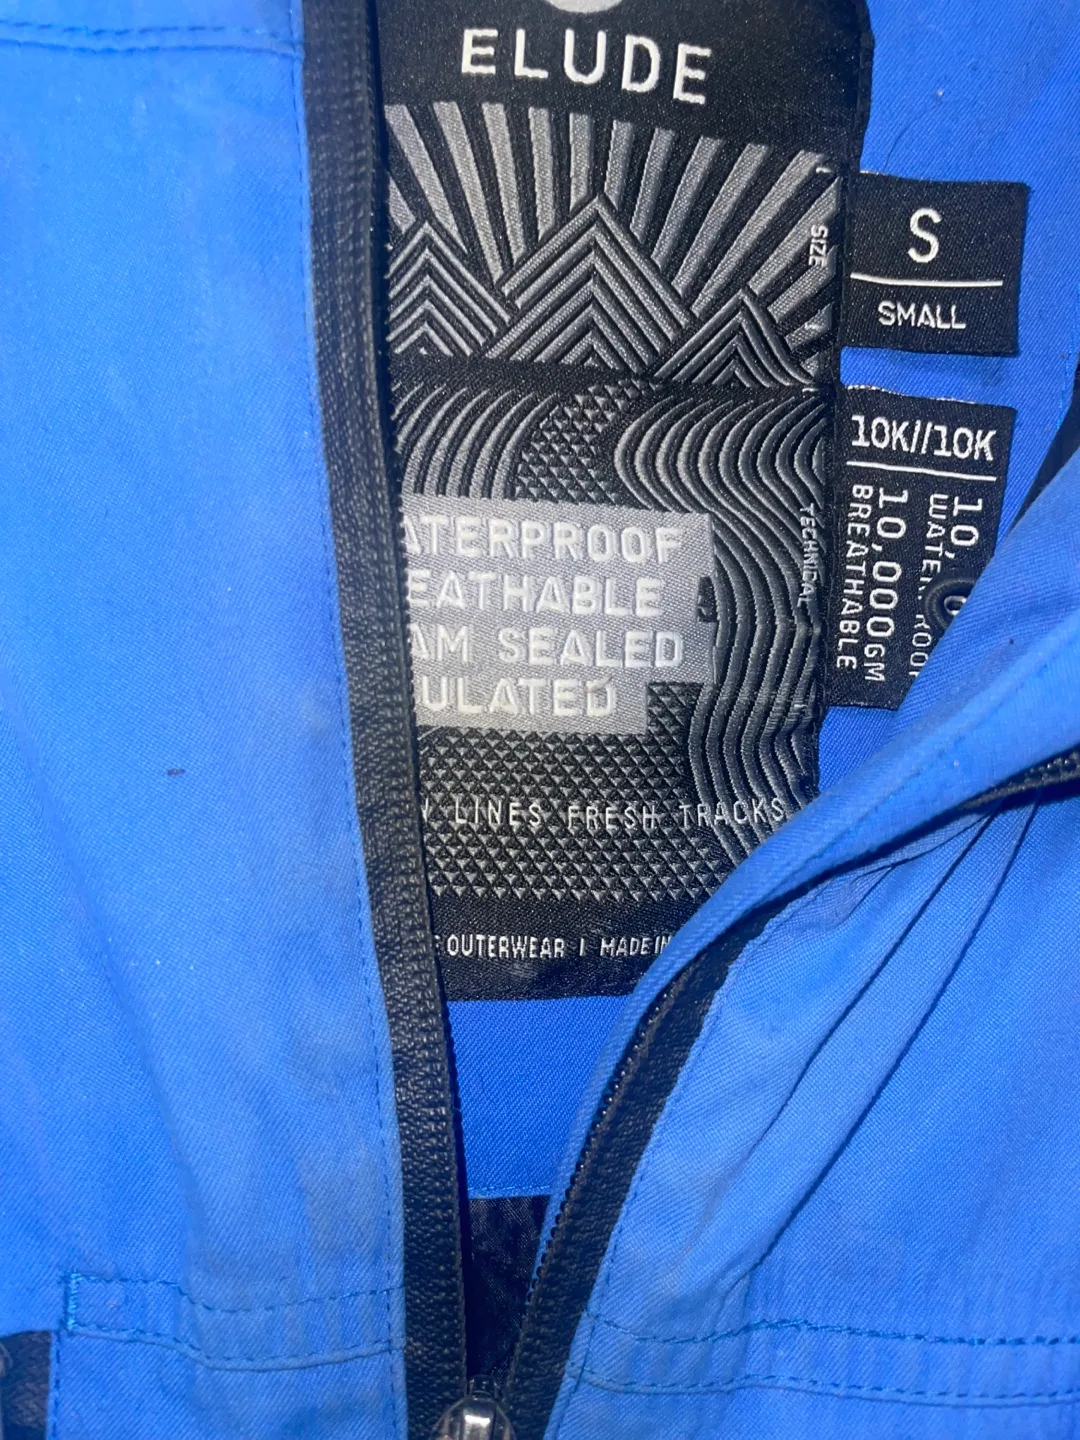 ELUDE
SIZE
S
SMALL
10K//10K
10,
10,000GM
BREATHABLE
TECHNICAL
ATERPROOF
EATHABLE
AM SEALED
ULATED
LINES FRESH TRACKS
OUTERWEAR | MADE IN